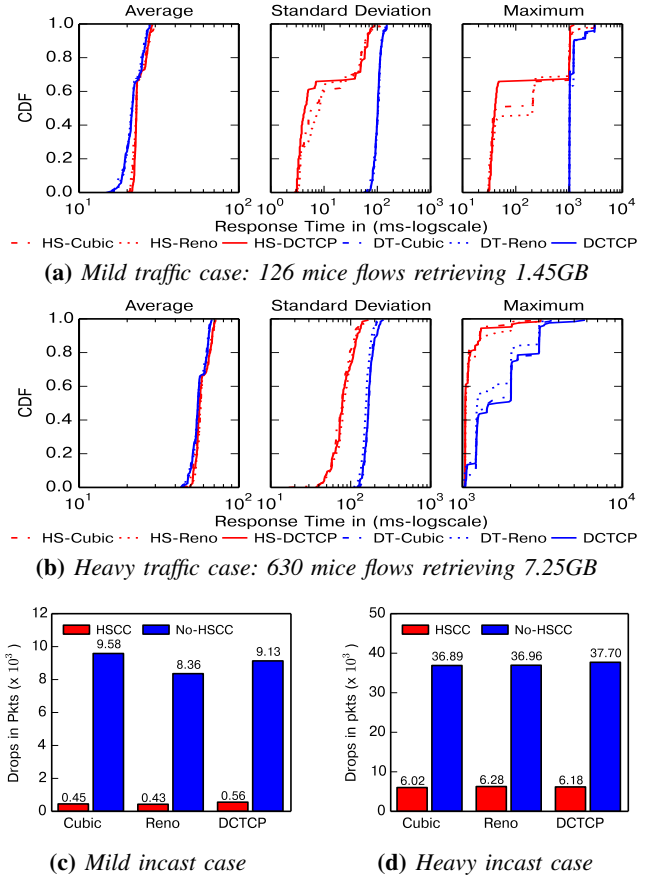 Average Standard Deviation Maximum
1.0
0.8
0.6
0.4
0.2
0.0
CDF
10^1 10^2 10^0 10^1 10^2 10^3 10^1 10^2 10^3 10^4
Response Time in (ms-logscale)
HS-Cubic HS-Reno HS-DCTCP DT-Cubic DT-Reno DCTCP
(a) Mild traffic case: 126 mice flows retrieving 1.45GB
Average Standard Deviation Maximum
1.0
0.8
0.6
0.4
0.2
0.0
CDF
10^1 10^2 10^2 10^3 10^3 10^4
Response Time in (ms-logscale)
HS-Cubic HS-Reno HS-DCTCP DT-Cubic DT-Reno DCTCP
(b) Heavy traffic case: 630 mice flows retrieving 7.25GB
12
10
8
6
4
2
0
Drops in Pkts (x 10^3)
HSCC No-HSCC
9.58
8.36
9.13
0.45
0.43
0.56
Cubic Reno DCTCP
(c) Mild incast case
50
40
30
20
10
0
Drops in pkts (x 10^3)
HSCC No-HSCC
36.89
36.96
37.70
6.02
6.28
6.18
Cubic Reno DCTCP
(d) Heavy incast case